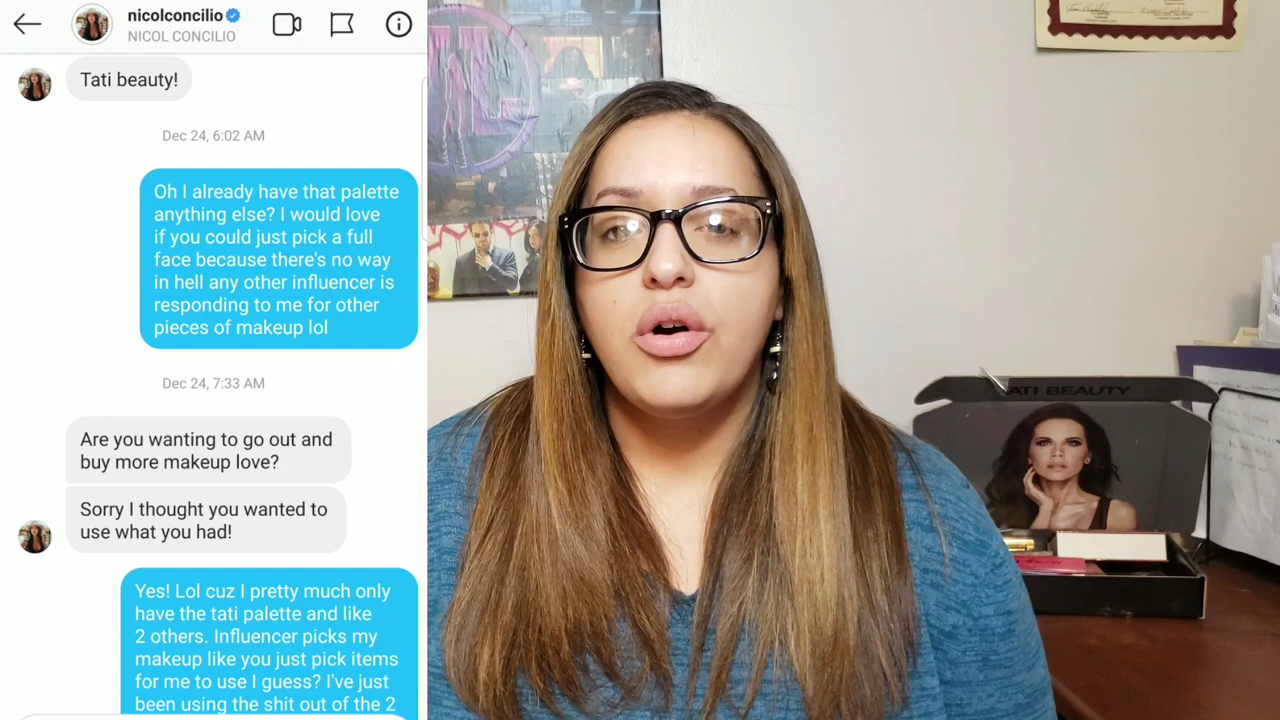 nicolconcilio
NICOL CONCILIO
Tati beauty!
Dec 24, 6:02 AM
Oh I already have that palette
anything else? I would love
if you could just pick a full
face because there's no way
in hell any other influencer is
responding to me for other
pieces of makeup lol
Dec 24, 7:33 AM
Are you wanting to go out and
buy more makeup love?
Sorry I thought you wanted to
use what you had!
Yes! Lol cuz I pretty much only
have the tati palette and like
2 others. Influencer picks my
makeup like you just pick items
for me to use I guess? I've just
been using the shit out of the 2
TATI BEAUTY